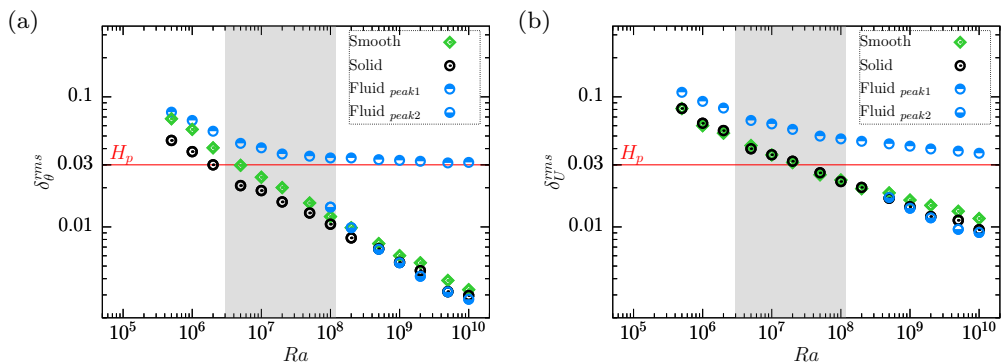 (a)
Smooth
Solid
Fluid peak1
Fluid peak2
0.1
0.03
0.01
H_p
δ_θ^{rms}
10^5 10^6 10^7 10^8 10^9 10^10
Ra
(b)
Smooth
Solid
Fluid peak1
Fluid peak2
0.1
0.03
0.01
H_p
δ_U^{rms}
10^5 10^6 10^7 10^8 10^9 10^10
Ra